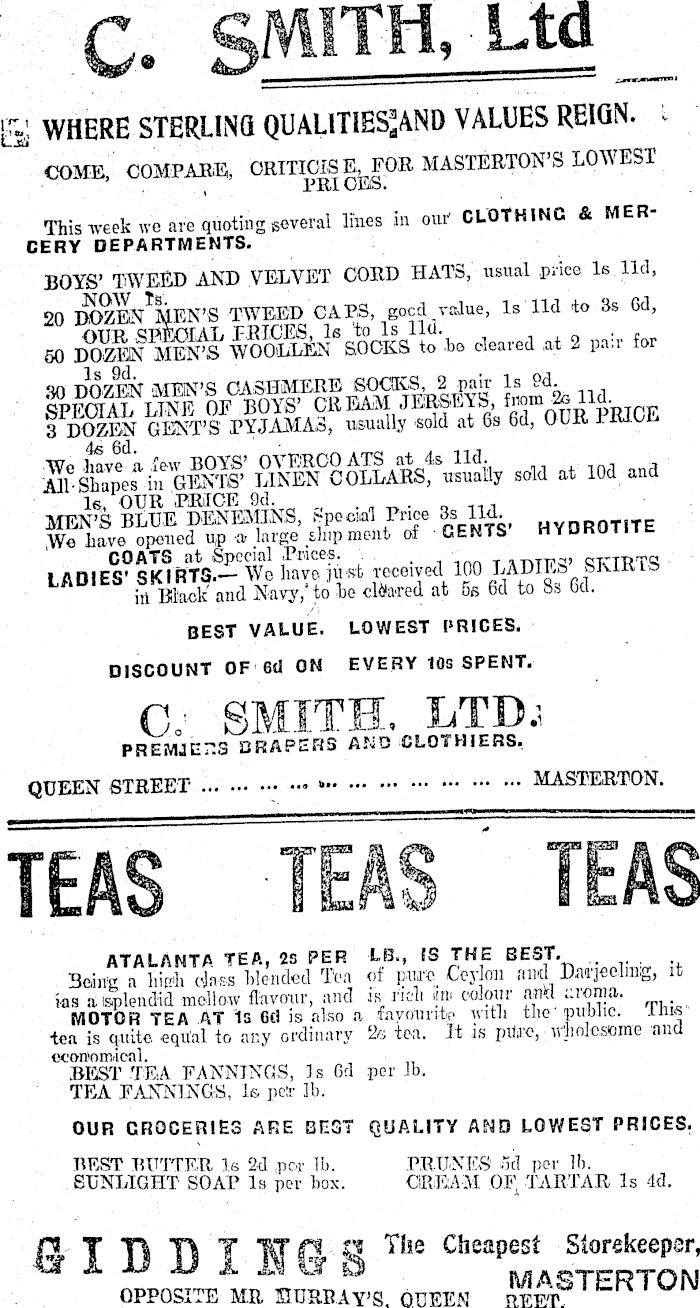 C. SMITH, Ltd
WHERE STERLING QUALITIES AND VALUES REIGN.
COME, COMPARE, CRITICISE, FOR MASTERTON'S LOWEST
PRICES.
This week we are quoting several lines in our CLOTHING & MER-
CERY DEPARTMENTS.
BOYS' TWEED AND VELVET CORD HATS, usual price 1s 11d,
NOW 1s.
20 DOZEN MEN'S TWEED CAPS, good value, 1s 11d to 3s 6d,
OUR SPECIAL PRICES, 1s to 1s 11d.
50 DOZEN MEN'S WOOLLEN SOCKS to be cleared at 2 pair for
1s 9d.
30 DOZEN MEN'S CASHMERE SOCKS, 2 pair 1s 9d.
SPECIAL LINE OF BOYS' CREAM JERSEYS, from 2s 11d.
3 DOZEN GENT'S PYJAMAS, usually sold at 6s 6d, OUR PRICE
4s 6d.
We have a few BOYS' OVERCOATS at 4s 11d.
All Shapes in GENTS' LINEN COLLARS, usually sold at 10d and
1s, OUR PRICE 9d.
MEN'S BLUE DENEMINS, Special Price 3s 11d.
We have opened up a large shipment of GENTS' HYDROTITE
COATS at Special Prices.
LADIES' SKIRTS.— We have just received 100 LADIES' SKIRTS
in Black and Navy, to be cleared at 5s 6d to 8s 6d.
BEST VALUE. LOWEST PRICES.
DISCOUNT OF 6d ON EVERY 10s SPENT.
C. SMITH, LTD.
PREMIERS DRAPERS AND CLOTHIERS.
QUEEN STREET ... ... ... ... ... ... ... ... ... ... ... MASTERTON.
TEAS TEAS TEAS
ATALANTA TEA, 2s PER LB., IS THE BEST.
Being a high class blended Tea of pure Ceylon and Darjeeling, it
has a splendid mellow flavour, and is rich in colour and aroma.
MOTOR TEA AT 1s 6d is also a favourite with the public. This
tea is quite equal to any ordinary 2s tea. It is pure, wholesome and
economical.
BEST TEA FANNINGS, 1s 6d per lb.
TEA FANNINGS, 1s per lb.
OUR GROCERIES ARE BEST QUALITY AND LOWEST PRICES.
BEST BUTTER 1s 2d per lb. PRUNES 5d per lb.
SUNLIGHT SOAP 1s per box. CREAM OF TARTAR 1s 4d.
GIDDINGS The Cheapest Storekeeper,
MASTERTON
OPPOSITE MR MURRAY'S, QUEEN REET.